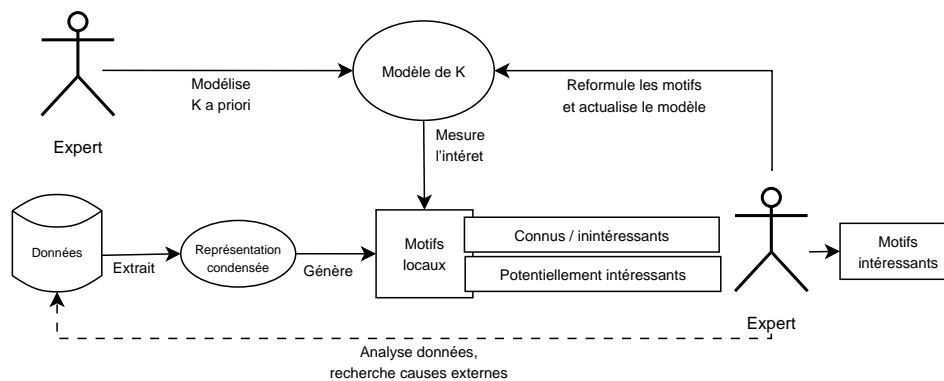 Modèle de K
Modélise
K a priori
Reformule les motifs
et actualise le modèle
Expert
Mesure
l'intéret
Données
Extrait
Représentation
condensée
Génère
Motifs
locaux
Connus / inintéressants
Potentiellement intéressants
Motifs
intéressants
Expert
Analyse données,
recherche causes externes